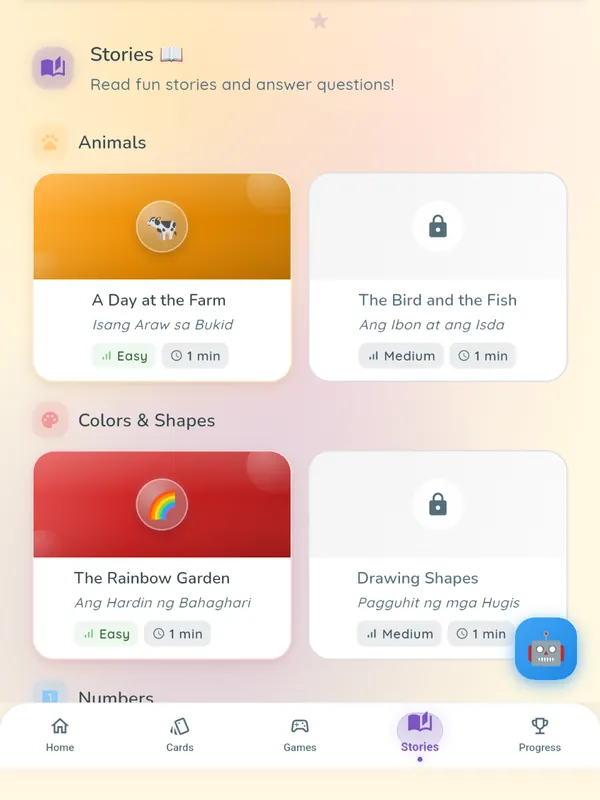 Stories 📖
Read fun stories and answer questions!
Animals
A Day at the Farm
Isang Araw sa Bukid
Easy
1 min
The Bird and the Fish
Ang Ibon at ang Isda
Medium
1 min
Colors & Shapes
The Rainbow Garden
Ang Hardin ng Bahaghari
Easy
1 min
Drawing Shapes
Pagguhit ng mga Hugis
Medium
1 min
1
Numbers
Home
Cards
Games
Stories
Progress